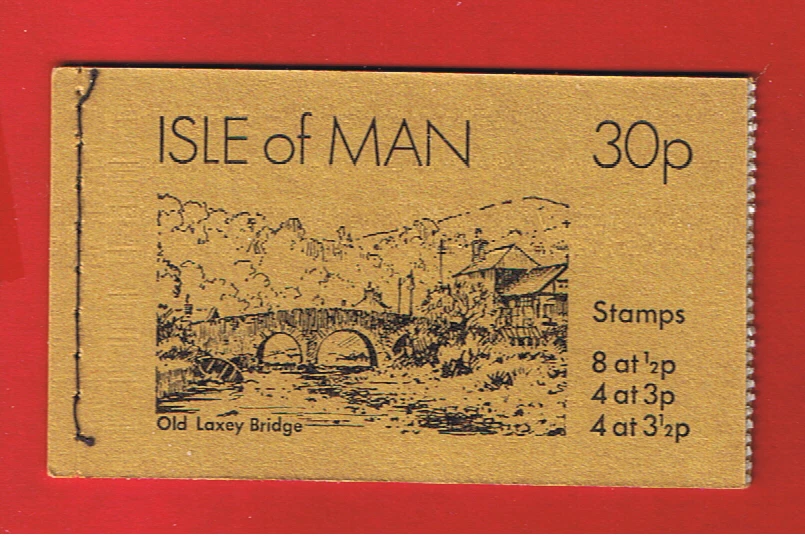 ISLE of MAN 30p
Stamps
8 at ½p
4 at 3p
4 at 3½p
Old Laxey Bridge